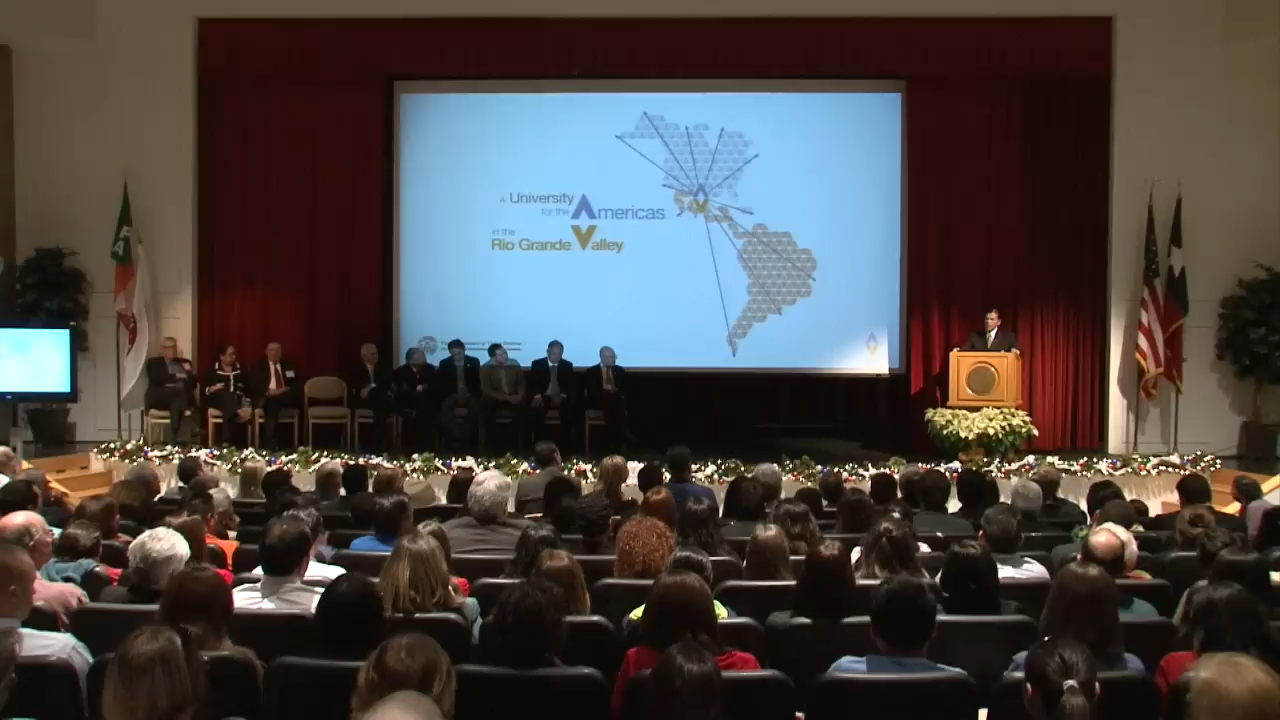 A University
for the Americas
in the
Rio Grande Valley